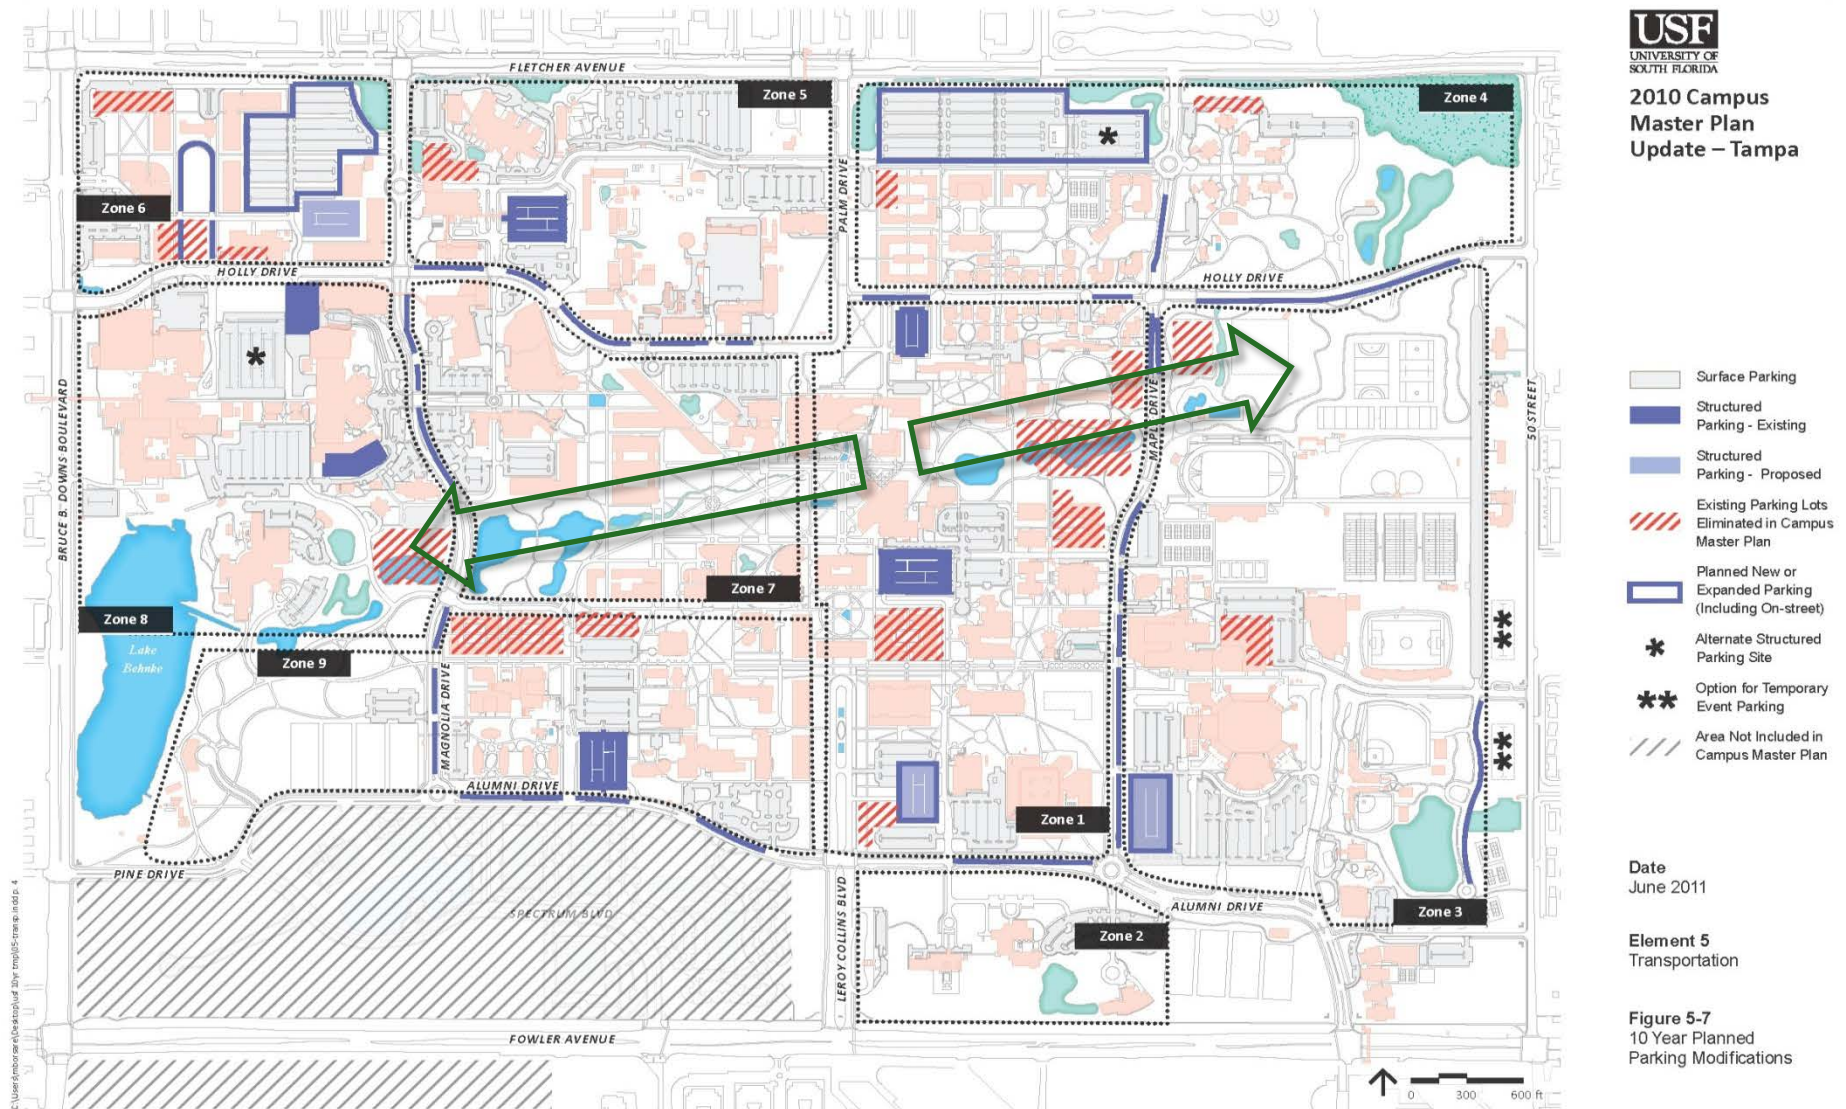 FLETCHER AVENUE
Zone 5
Zone 4
Zone 6
PALM DRIVE
HOLLY DRIVE
HOLLY DRIVE
BRUCE B. DOWNS BOULEVARD
MAPLE DRIVE
50 STREET
Zone 7
Zone 8
Lake
Behnke
Zone 9
MAGNOLIA DRIVE
ALUMNI DRIVE
Zone 1
PINE DRIVE
SPECTRUM BLVD
LEROY COLLINS BLVD
ALUMNI DRIVE
Zone 3
Zone 2
FOWLER AVENUE
0 300 600 ft
USF
UNIVERSITY OF
SOUTH FLORIDA
2010 Campus
Master Plan
Update – Tampa
Surface Parking
Structured
Parking - Existing
Structured
Parking - Proposed
Existing Parking Lots
Eliminated in Campus
Master Plan
Planned New or
Expanded Parking
(Including On-street)
Alternate Structured
Parking Site
Option for Temporary
Event Parking
Area Not Included in
Campus Master Plan
Date
June 2011
Element 5
Transportation
Figure 5-7
10 Year Planned
Parking Modifications